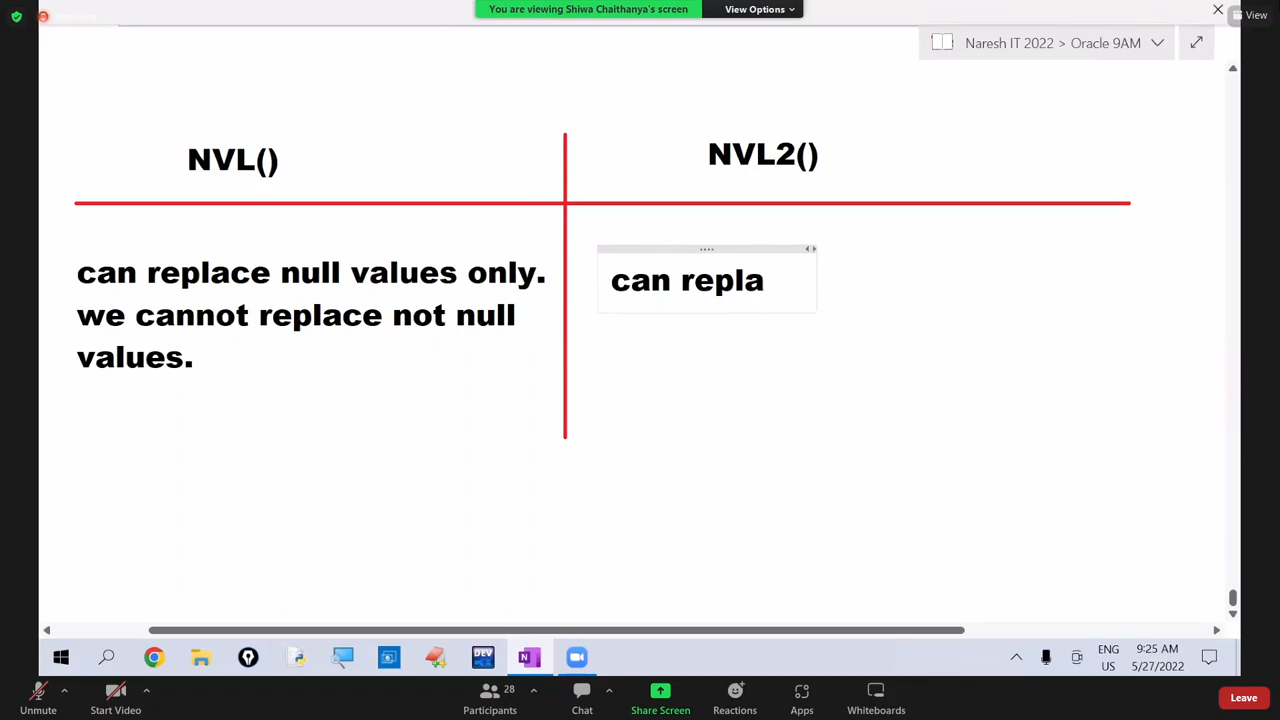 You are viewing Shiwa Chaithanya's screen
View Options
View
Naresh IT 2022 > Oracle 9AM
NVL()
NVL2()
can replace null values only.
we cannot replace not null
values.
can repla
DEV
N
ENG
US
9:25 AM
5/27/2022
Unmute
Start Video
28
Participants
Chat
Share Screen
Reactions
Apps
Whiteboards
Leave